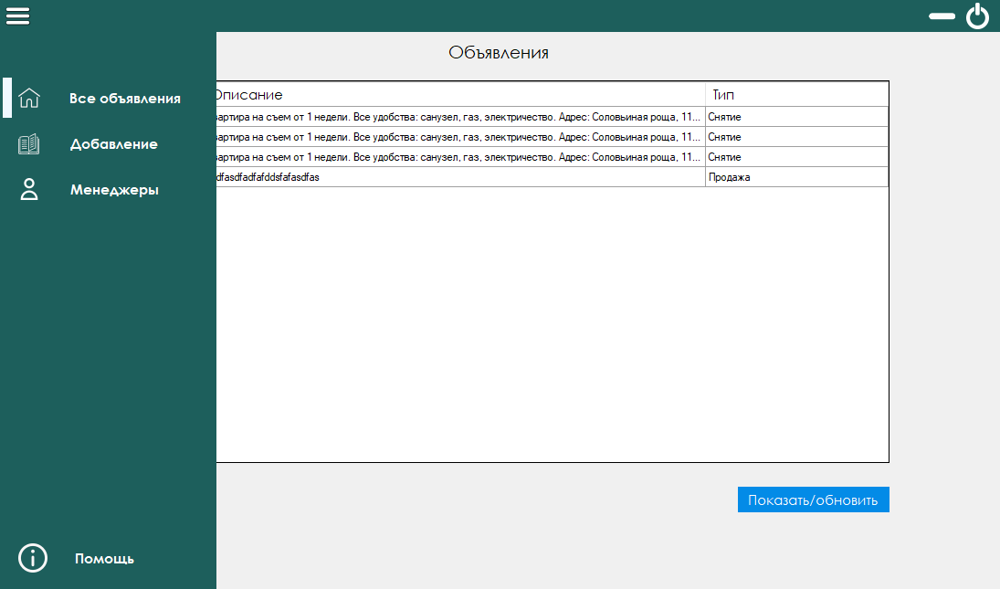 Объявления
Все объявления
Добавление
Менеджеры
Помощь
Описание Тип
вартира на съем от 1 недели. Все удобства: санузел, газ, электричество. Адрес: Соловьиная роща, 11... Снятие
вартира на съем от 1 недели. Все удобства: санузел, газ, электричество. Адрес: Соловьиная роща, 11... Снятие
вартира на съем от 1 недели. Все удобства: санузел, газ, электричество. Адрес: Соловьиная роща, 11... Снятие
dfasdfadfafddsfafasdfas Продажа
Показать/обновить